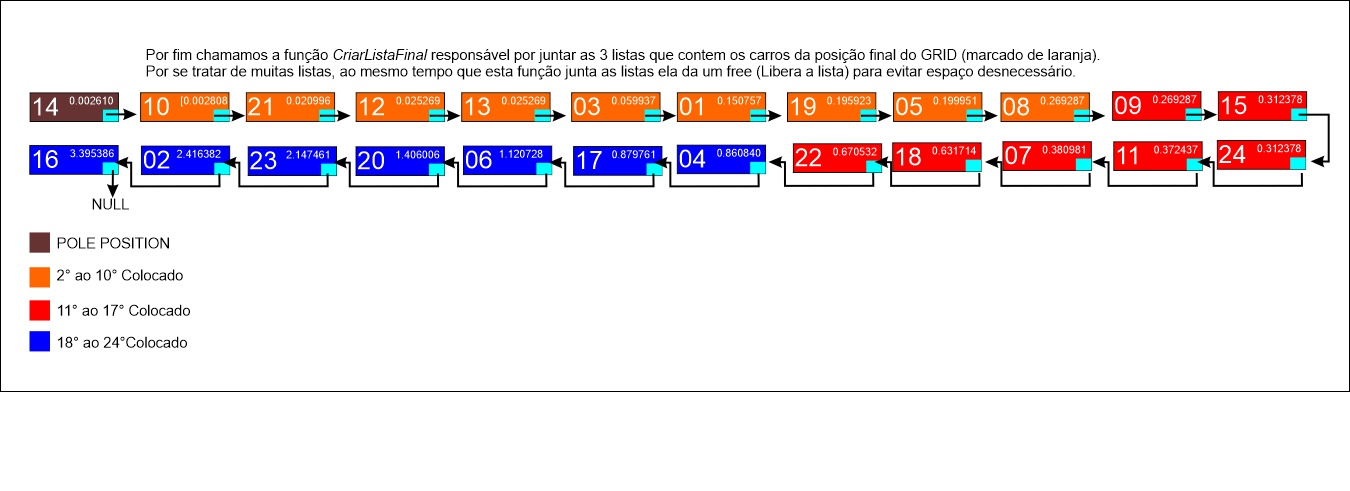 Por fim chamamos a função CriarListaFinal responsável por juntar as 3 listas que contem os carros da posição final do GRID (marcado de laranja).
Por se tratar de muitas listas, ao mesmo tempo que esta função junta as listas ela da um free (Libera a lista) para evitar espaço desnecessário.
14 0.002610 10 [0.002808 21 0.020996 12 0.025269 13 0.025269 03 0.059937 01 0.150757 19 0.195923 05 0.199951 08 0.269287 09 0.269287 15 0.312378
16 3.395386 02 2.416382 23 2.147461 20 1.406006 06 1.120728 17 0.879761 04 0.860840 22 0.670532 18 0.631714 07 0.380981 11 0.372437 24 0.312378
NULL
POLE POSITION
2° ao 10° Colocado
11° ao 17° Colocado
18° ao 24°Colocado